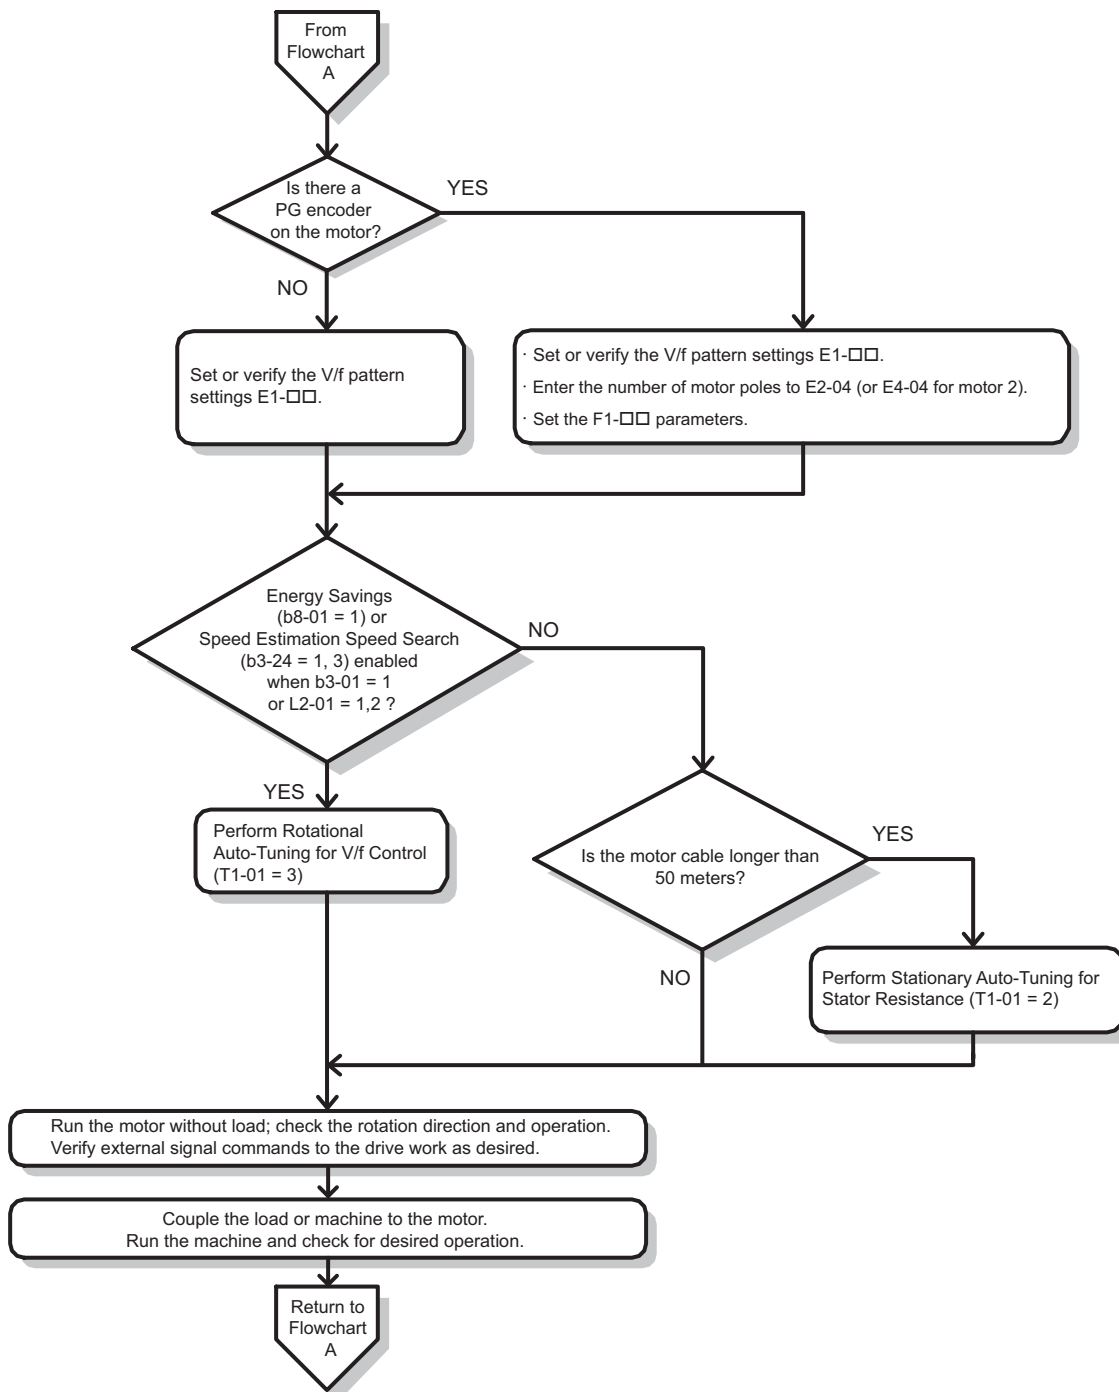 From
Flowchart
A
Is there a
PG encoder
on the motor?
YES
NO
Set or verify the V/f pattern
settings E1-□□.
· Set or verify the V/f pattern settings E1-□□.
· Enter the number of motor poles to E2-04 (or E4-04 for motor 2).
· Set the F1-□□ parameters.
Energy Savings
(b8-01 = 1) or
Speed Estimation Speed Search
(b3-24 = 1, 3) enabled
when b3-01 = 1
or L2-01 = 1,2 ?
NO
YES
Perform Rotational
Auto-Tuning for V/f Control
(T1-01 = 3)
Is the motor cable longer than
50 meters?
YES
NO
Perform Stationary Auto-Tuning for
Stator Resistance (T1-01 = 2)
Run the motor without load; check the rotation direction and operation.
Verify external signal commands to the drive work as desired.
Couple the load or machine to the motor.
Run the machine and check for desired operation.
Return to
Flowchart
A